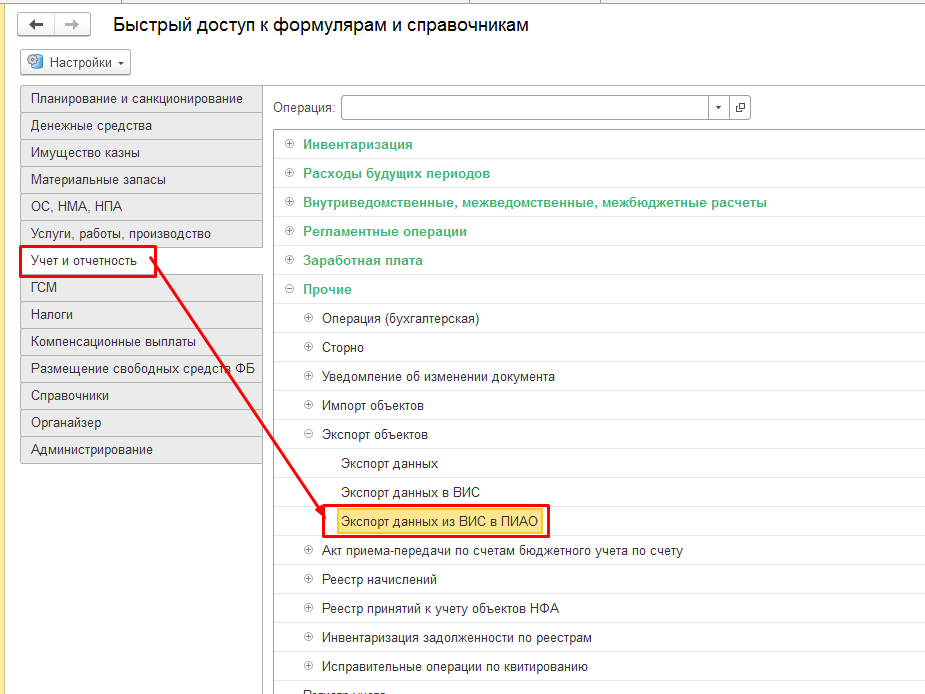 Быстрый доступ к формулярам и справочникам
Настройки
Планирование и санкционирование
Денежные средства
Имущество казны
Материальные запасы
ОС, НМА, НПА
Услуги, работы, производство
Учет и отчетность
ГСМ
Налоги
Компенсационные выплаты
Размещение свободных средств ФБ
Справочники
Органайзер
Администрирование
Операция:
Инвентаризация
Расходы будущих периодов
Внутриведомственные, межведомственные, межбюджетные расчеты
Регламентные операции
Заработная плата
Прочие
Операция (бухгалтерская)
Сторно
Уведомление об изменении документа
Импорт объектов
Экспорт объектов
Экспорт данных
Экспорт данных в ВИС
Экспорт данных из ВИС в ПИАО
Акт приема-передачи по счетам бюджетного учета по счету
Реестр начислений
Реестр принятий к учету объектов НФА
Инвентаризация задолженности по реестрам
Исправительные операции по квитированию